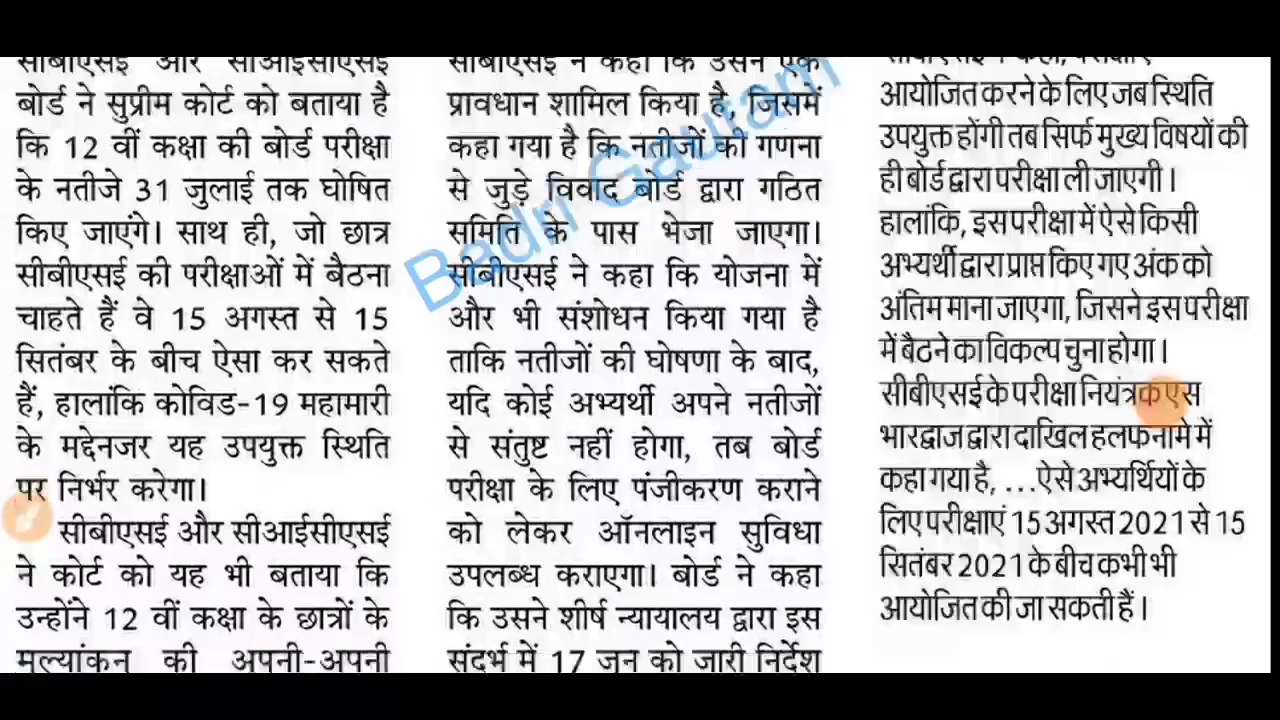 सीबीएसई और सीआईसीएसई
बोर्ड ने सुप्रीम कोर्ट को बताया है
कि 12 वीं कक्षा की बोर्ड परीक्षा
के नतीजे 31 जुलाई तक घोषित
किए जाएंगे। साथ ही, जो छात्र
सीबीएसई की परीक्षाओं में बैठना
चाहते हैं वे 15 अगस्त से 15
सितंबर के बीच ऐसा कर सकते
हैं, हालांकि कोविड-19 महामारी
के मद्देनजर यह उपयुक्त स्थिति
पर निर्भर करेगा।
सीबीएसई और सीआईसीएसई
ने कोर्ट को यह भी बताया कि
उन्होंने 12 वीं कक्षा के छात्रों के
मूल्यांकन की अपनी-अपनी
सीबीएसई ने कहा कि उसने एक
प्रावधान शामिल किया है, जिसमें
कहा गया है कि नतीजों की गणना
से जुड़े विवाद बोर्ड द्वारा गठित
समिति के पास भेजा जाएगा।
सीबीएसई ने कहा कि योजना में
और भी संशोधन किया गया है
ताकि नतीजों की घोषणा के बाद,
यदि कोई अभ्यर्थी अपने नतीजों
से संतुष्ट नहीं होगा, तब बोर्ड
परीक्षा के लिए पंजीकरण कराने
को लेकर ऑनलाइन सुविधा
उपलब्ध कराएगा। बोर्ड ने कहा
कि उसने शीर्ष न्यायालय द्वारा इस
संदर्भ में 17 जून को जारी निर्देश
सीबीएसई ने कहा, परीक्षाएं
आयोजित करने के लिए जब स्थिति
उपयुक्त होंगी तब सिर्फ मुख्य विषयों की
ही बोर्ड द्वारा परीक्षा ली जाएगी।
हालांकि, इस परीक्षा में ऐसे किसी
अभ्यर्थी द्वारा प्राप्त किए गए अंक को
अंतिम माना जाएगा, जिसने इस परीक्षा
में बैठने का विकल्प चुना होगा।
सीबीएसई के परीक्षा नियंत्रक एस
भारद्वाज द्वारा दाखिल हलफनामे में
कहा गया है, ...ऐसे अभ्यर्थियों के
लिए परीक्षाएं 15 अगस्त 2021 से 15
सितंबर 2021 के बीच कभी भी
आयोजित की जा सकती हैं।
Badri Gautam